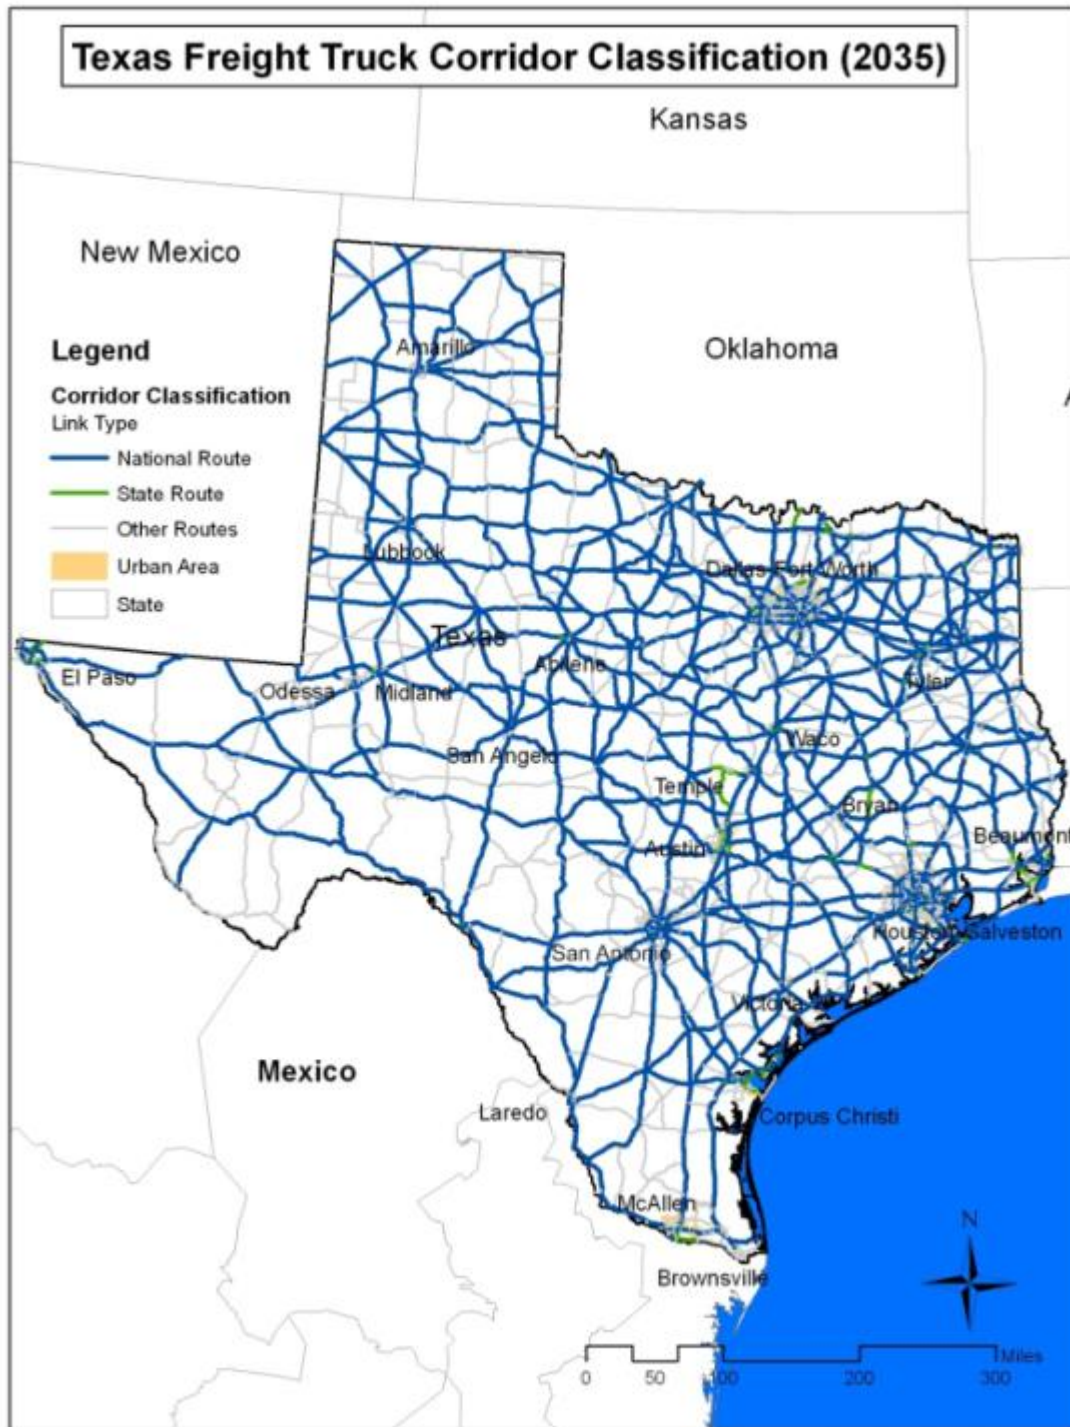 Texas Freight Truck Corridor Classification (2035)
Kansas
New Mexico
Oklahoma
Legend
Corridor Classification
Link Type
National Route
State Route
Other Routes
Urban Area
State
A
Amarillo
Lubbock
Dallas-Fort Worth
Texas
El Paso
Odessa
Midland
Abilene
Tyler
San Angelo
Waco
Temple
Bryan
Austin
Beaumont
San Antonio
Houston-Galveston
Victoria
Mexico
Laredo
Corpus Christi
McAllen
Brownsville
N
Miles
0 50 100 200 300